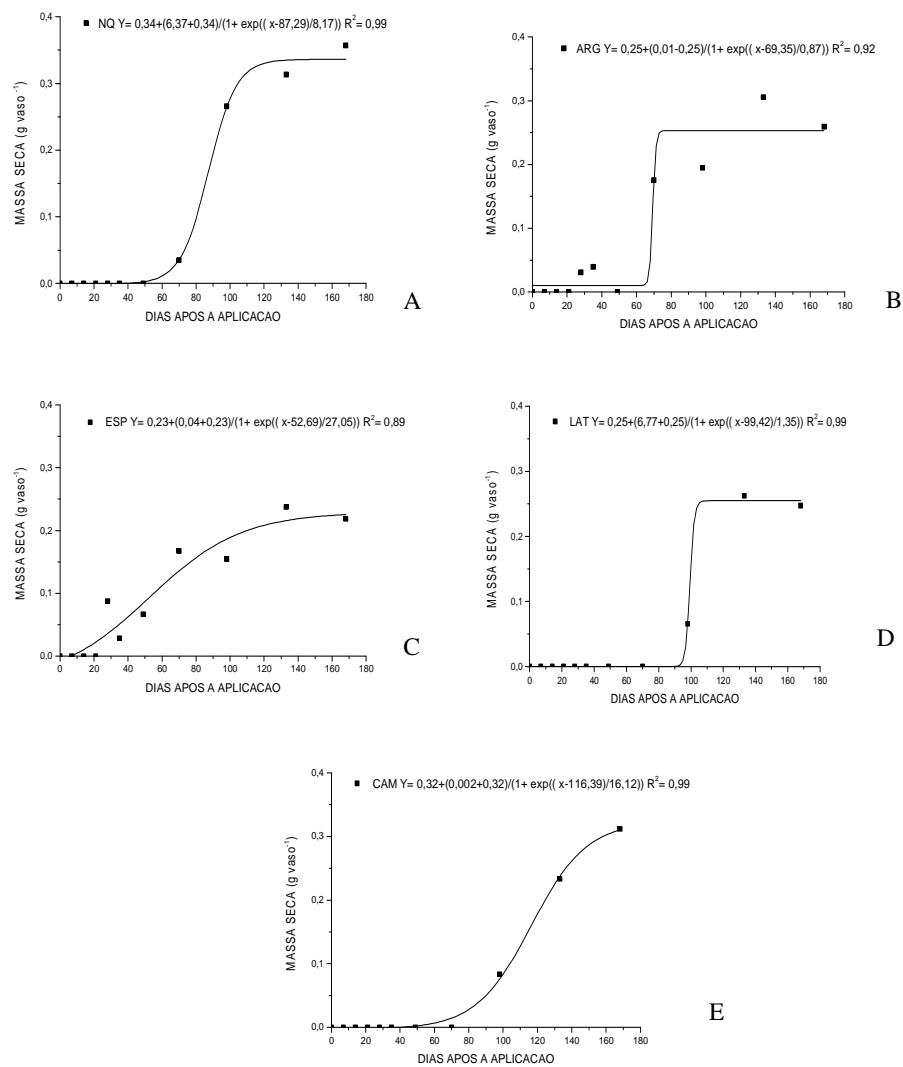 NQ Y= 0,34+(6,37+0,34)/(1+ exp(( x-87,29)/8,17)) R²= 0,99
0,4
0,3
0,2
0,1
0,0
MASSA SECA (g vaso⁻¹)
0 20 40 60 80 100 120 140 160 180
DIAS APOS A APLICACAO
A
ARG Y= 0,25+(0,01-0,25)/(1+ exp(( x-69,35)/0,87)) R²= 0,92
0,4
0,3
0,2
0,1
0,0
MASSA SECA (g vaso⁻¹)
0 20 40 60 80 100 120 140 160 180
DIAS APOS A APLICACAO
B
ESP Y= 0,23+(0,04+0,23)/(1+ exp(( x-52,69)/27,05)) R²= 0,89
0,4
0,3
0,2
0,1
0,0
MASSA SECA (g vaso⁻¹)
0 20 40 60 80 100 120 140 160 180
DIAS APOS A APLICACAO
C
LAT Y= 0,25+(6,77+0,25)/(1+ exp(( x-99,42)/1,35)) R²= 0,99
0,4
0,3
0,2
0,1
0,0
MASSA SECA (g vaso⁻¹)
0 20 40 60 80 100 120 140 160 180
DIAS APOS A APLICACAO
D
CAM Y= 0,32+(0,002+0,32)/(1+ exp(( x-116,39)/16,12)) R²= 0,99
0,4
0,3
0,2
0,1
0,0
MASSA SECA (g vaso⁻¹)
0 20 40 60 80 100 120 140 160 180
DIAS APOS A APLICACAO
E